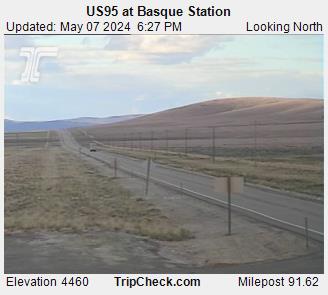 US95 at Basque Station
Updated: May 07 2024 6:27 PM Looking North
Elevation 4460 TripCheck.com Milepost 91.62